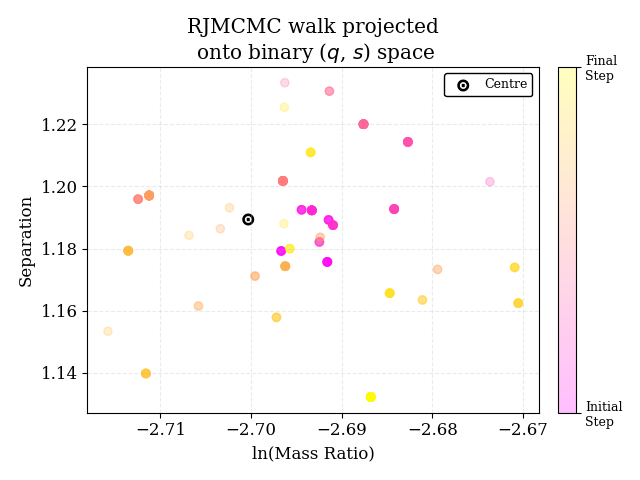 RJMCMC walk projected
onto binary (q, s) space
Final
Step
Centre
1.22
1.20
1.18
1.16
1.14
Separation
Initial
Step
−2.71
−2.70
−2.69
−2.68
−2.67
ln(Mass Ratio)